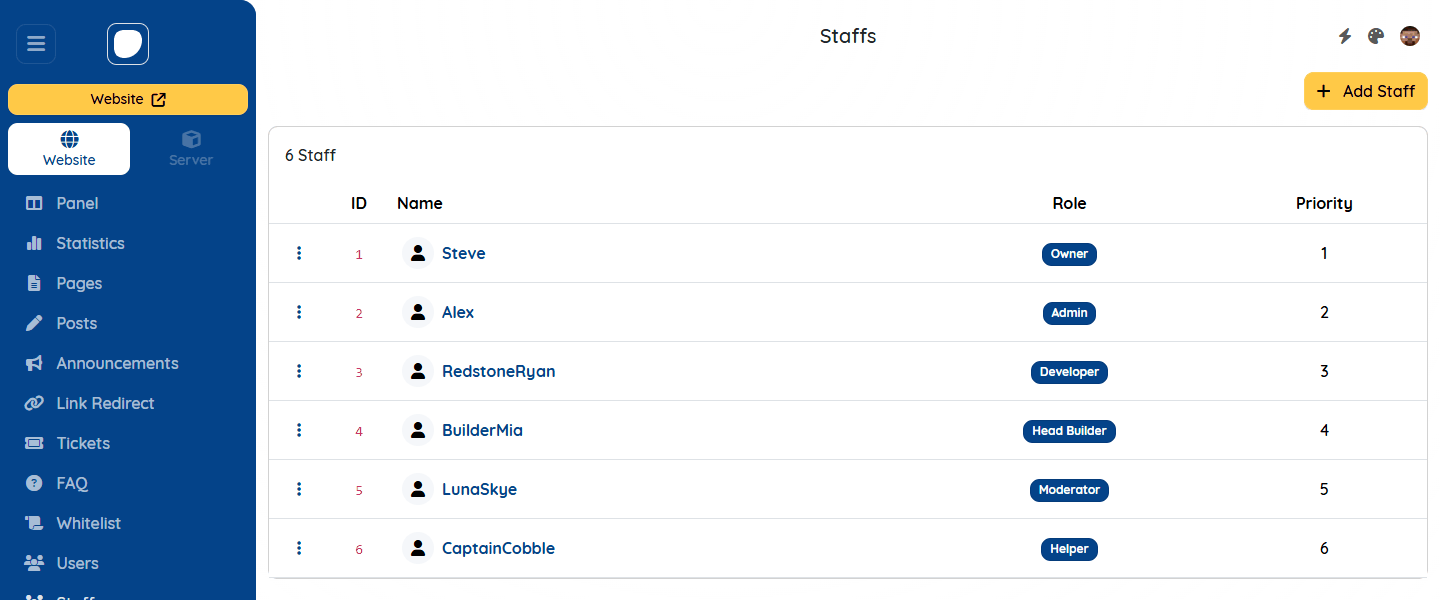 Staffs
Website
Website
Server
Add Staff
Panel
Statistics
Pages
Posts
Announcements
Link Redirect
Tickets
FAQ
Whitelist
Users
Staff
6 Staff
ID Name Role Priority
1 Steve Owner 1
2 Alex Admin 2
3 RedstoneRyan Developer 3
4 BuilderMia Head Builder 4
5 LunaSkye Moderator 5
6 CaptainCobble Helper 6